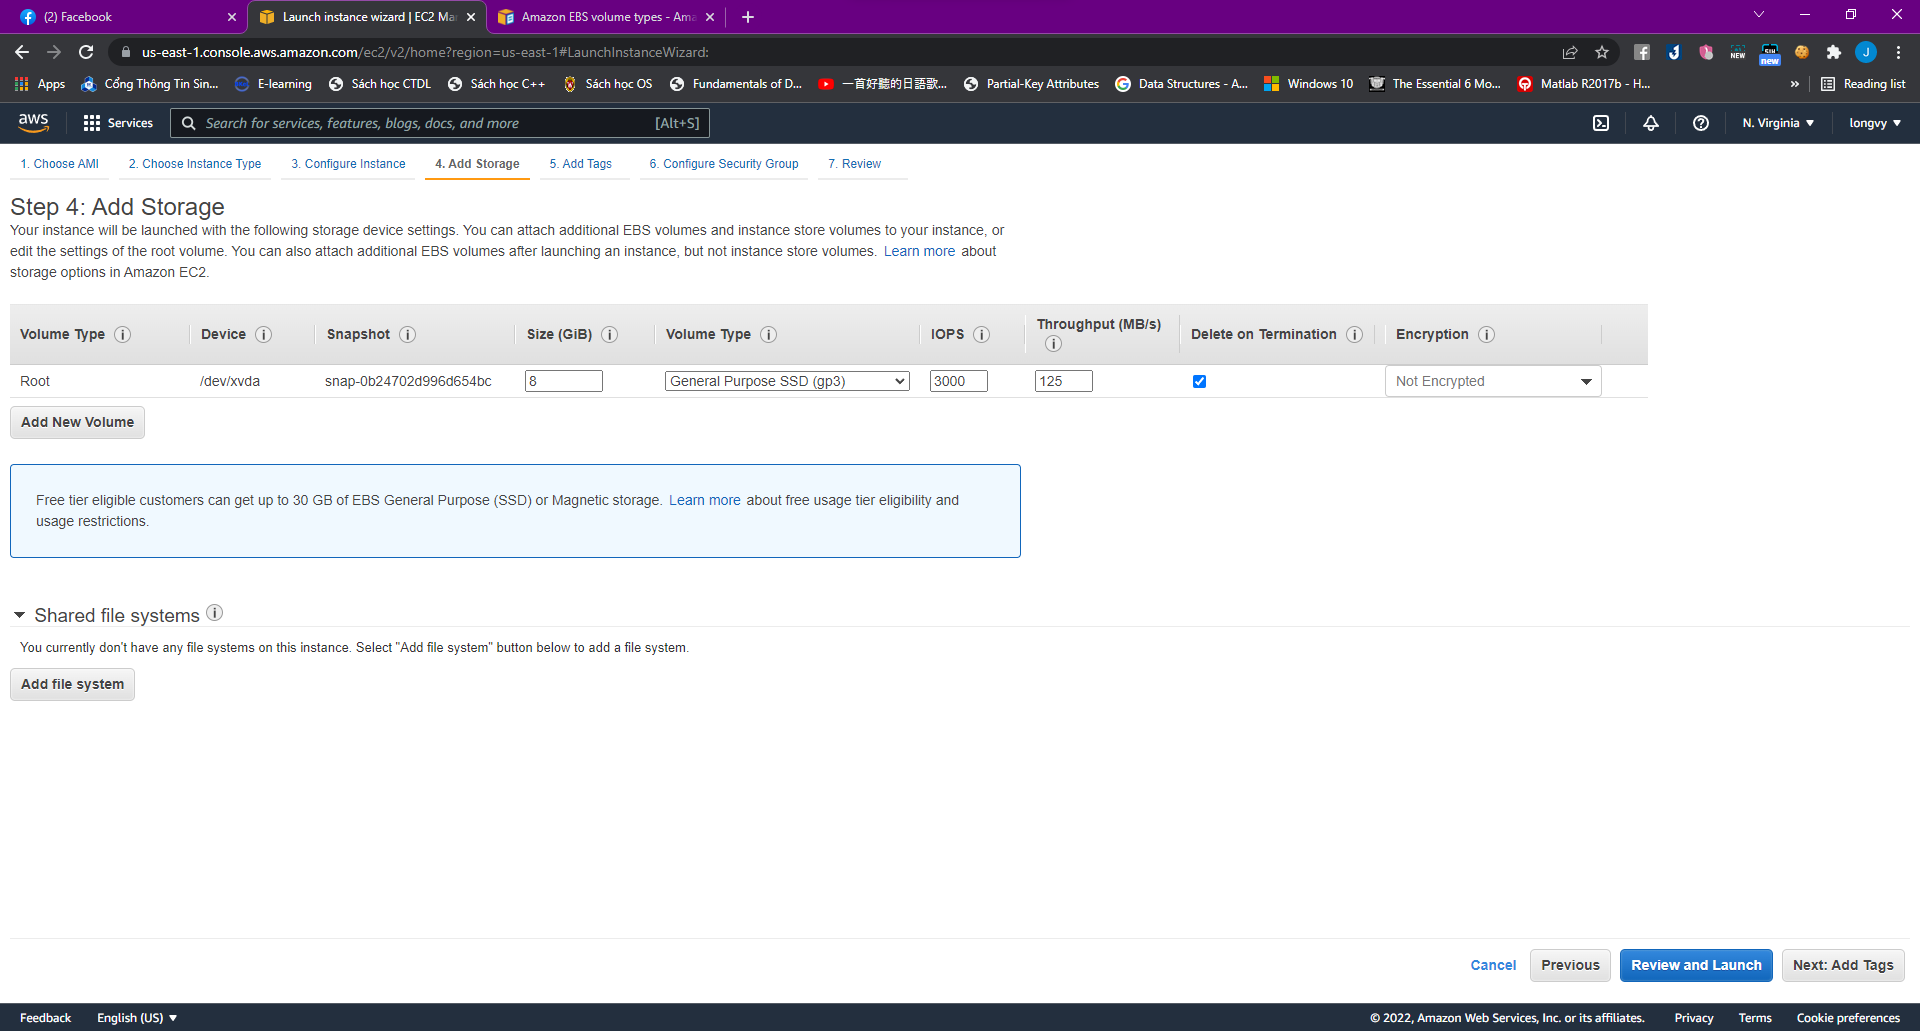 (2) Facebook
Launch instance wizard | EC2 Ma
Amazon EBS volume types - Ama
us-east-1.console.aws.amazon.com/ec2/v2/home?region=us-east-1#LaunchInstanceWizard:
NEW
new
J
Apps
Cổng Thông Tin Sin...
E-learning
Sách học CTDL
Sách học C++
Sách học OS
Fundamentals of D...
一首好聽的日語歌...
Partial-Key Attributes
Data Structures - A...
Windows 10
The Essential 6 Mo...
Matlab R2017b - H...
»
Reading list
aws
Services
Search for services, features, blogs, docs, and more
[Alt+S]
N. Virginia
longvy
1. Choose AMI
2. Choose Instance Type
3. Configure Instance
4. Add Storage
5. Add Tags
6. Configure Security Group
7. Review
Step 4: Add Storage
Your instance will be launched with the following storage device settings. You can attach additional EBS volumes and instance store volumes to your instance, or
edit the settings of the root volume. You can also attach additional EBS volumes after launching an instance, but not instance store volumes. Learn more about
storage options in Amazon EC2.
Volume Type
Device
Snapshot
Size (GiB)
Volume Type
IOPS
Throughput (MB/s)
Delete on Termination
Encryption
Root
/dev/xvda
snap-0b24702d996d654bc
8
General Purpose SSD (gp3)
3000
125
Not Encrypted
Add New Volume
Free tier eligible customers can get up to 30 GB of EBS General Purpose (SSD) or Magnetic storage. Learn more about free usage tier eligibility and
usage restrictions.
Shared file systems
You currently don't have any file systems on this instance. Select "Add file system" button below to add a file system.
Add file system
Cancel
Previous
Review and Launch
Next: Add Tags
Feedback
English (US)
© 2022, Amazon Web Services, Inc. or its affiliates.
Privacy
Terms
Cookie preferences